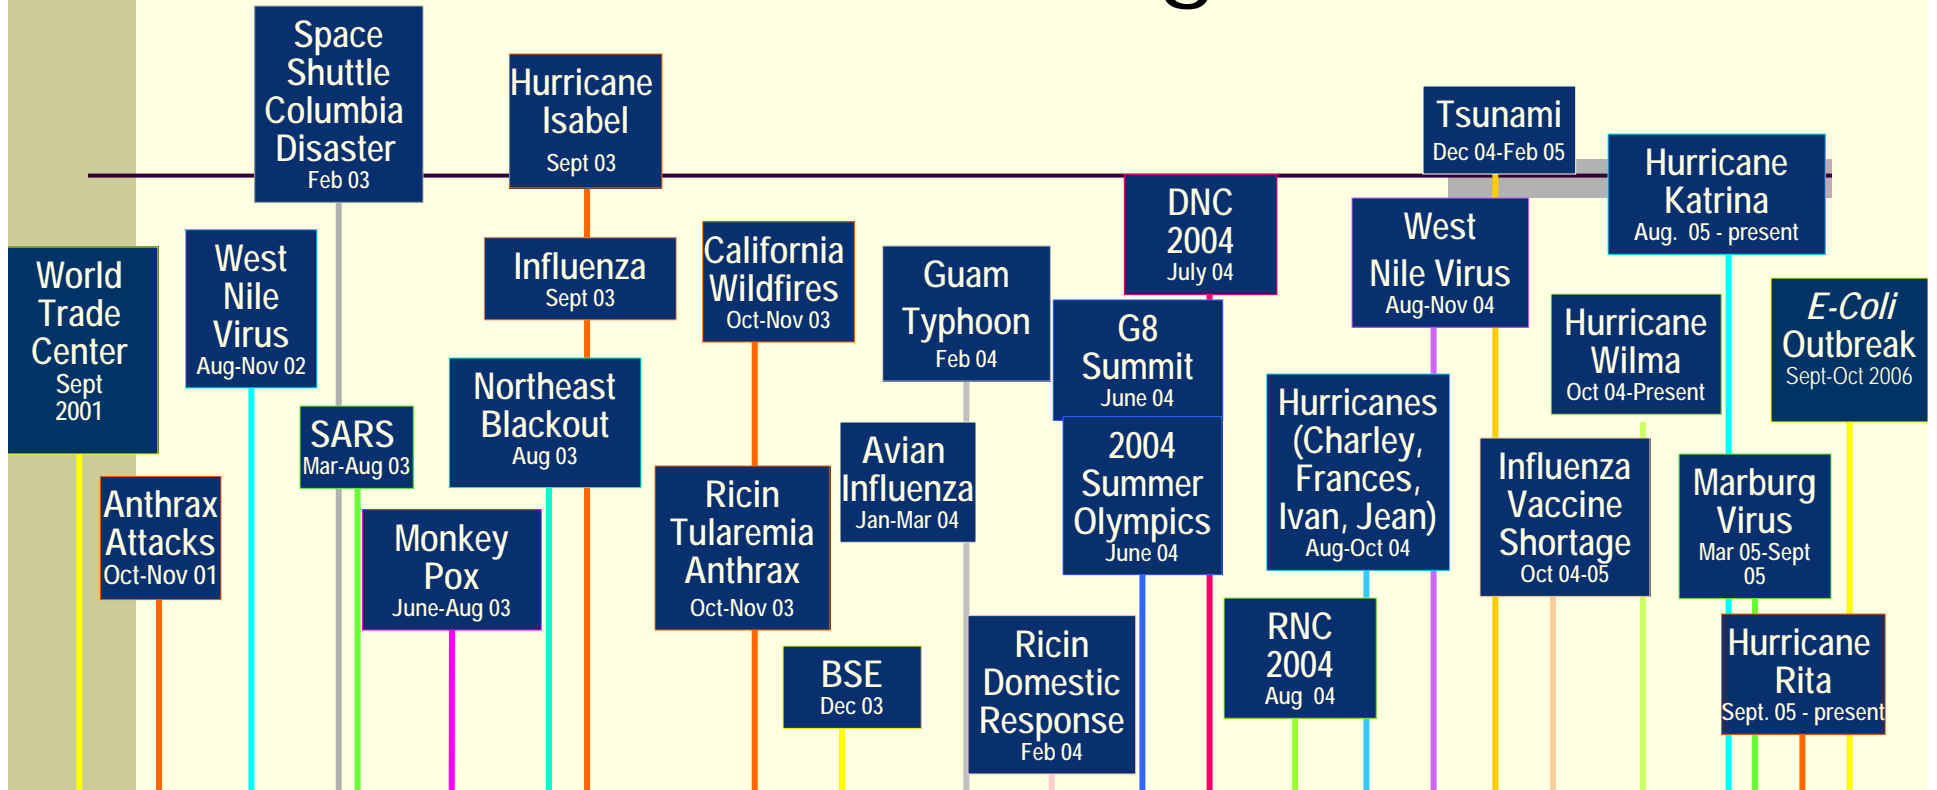 Space
Shuttle
Columbia
Disaster
Feb 03
Hurricane
Isabel
Sept 03
Tsunami
Dec 04-Feb 05
Hurricane
Katrina
Aug. 05 - present
DNC
2004
July 04
West
Nile Virus
Aug-Nov 04
World
Trade
Center
Sept
2001
West
Nile
Virus
Aug-Nov 02
Influenza
Sept 03
California
Wildfires
Oct-Nov 03
Guam
Typhoon
Feb 04
G8
Summit
June 04
Hurricane
Wilma
Oct 04-Present
E-Coli
Outbreak
Sept-Oct 2006
Northeast
Blackout
Aug 03
SARS
Mar-Aug 03
Avian
Influenza
Jan-Mar 04
2004
Summer
Olympics
June 04
Hurricanes
(Charley,
Frances,
Ivan, Jean)
Aug-Oct 04
Influenza
Vaccine
Shortage
Oct 04-05
Marburg
Virus
Mar 05-Sept
05
Anthrax
Attacks
Oct-Nov 01
Monkey
Pox
June-Aug 03
Ricin
Tularemia
Anthrax
Oct-Nov 03
BSE
Dec 03
Ricin
Domestic
Response
Feb 04
RNC
2004
Aug 04
Hurricane
Rita
Sept. 05 - present